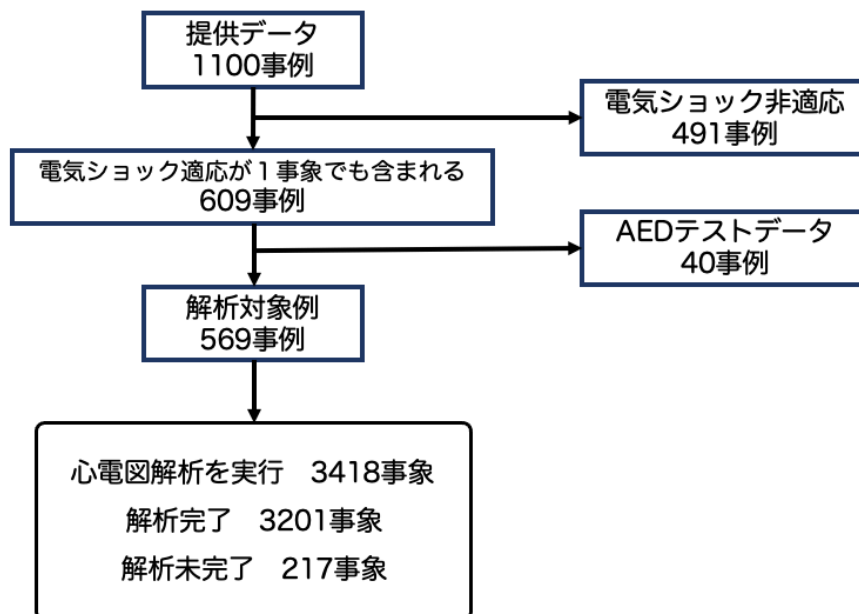 提供データ
1100事例
電気ショック非適応
491事例
電気ショック適応が１事象でも含まれる
609事例
AEDテストデータ
40事例
解析対象例
569事例
心電図解析を実行　3418事象
解析完了　3201事象
解析未完了　217事象